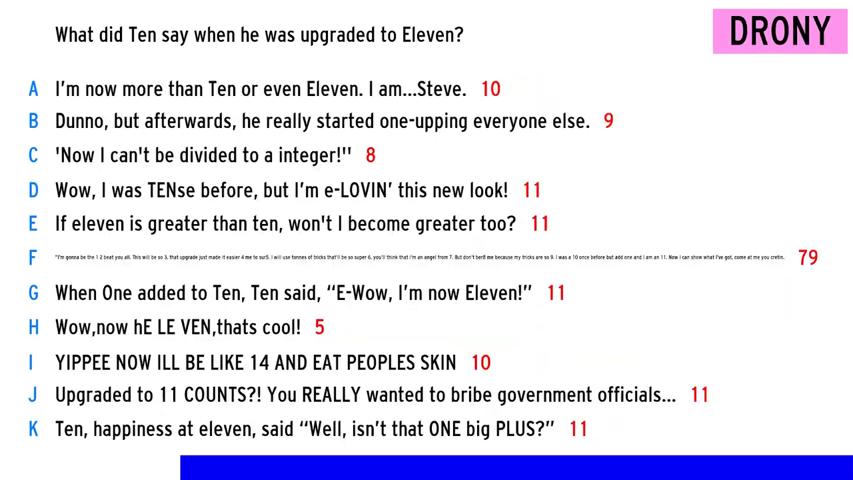 What did Ten say when he was upgraded to Eleven?
DRONY
A I'm now more than Ten or even Eleven. I am...Steve. 10
B Dunno, but afterwards, he really started one-upping everyone else. 9
C 'Now I can't be divided to a integer!" 8
D Wow, I was TENse before, but I'm e-LOVIN' this new look! 11
E If eleven is greater than ten, won't I become greater too? 11
F "I'm gonna be the 1 2 beat you all. This will be so 3, that upgrade just made it easier 4 me to sur5. I will use tonnes of tricks that'll be so super 6, you'll think that I'm an angel from 7. But don't ber8 me because my tricks are so 9. I was a 10 once before but add one and I am an 11. Now I can show what I've got, come at me you cretin. 79
G When One added to Ten, Ten said, “E-Wow, I'm now Eleven!” 11
H Wow,now hE LE VEN,thats cool! 5
I YIPPEE NOW ILL BE LIKE 14 AND EAT PEOPLES SKIN 10
J Upgraded to 11 COUNTS?! You REALLY wanted to bribe government officials... 11
K Ten, happiness at eleven, said “Well, isn't that ONE big PLUS?” 11